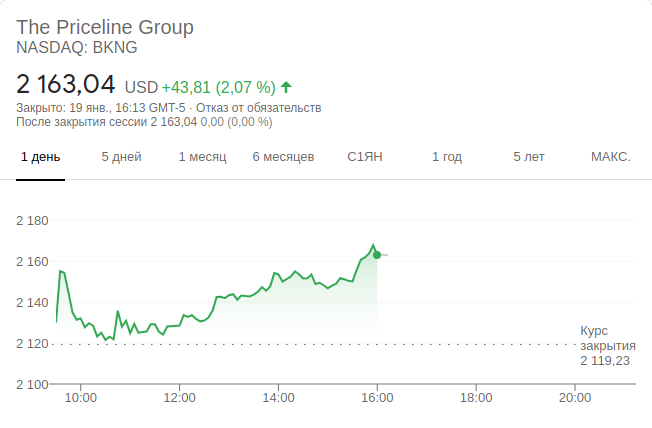 The Priceline Group
NASDAQ: BKNG
2 163,04 USD +43,81 (2,07 %)
Закрыто: 19 янв., 16:13 GMT-5 · Отказ от обязательств
После закрытия сессии 2 163,04 0,00 (0,00 %)
1 день 5 дней 1 месяц 6 месяцев С1ЯН 1 год 5 лет МАКС.
2 180
2 160
2 140
2 120
2 100
Курс
закрытия
2 119,23
10:00 12:00 14:00 16:00 18:00 20:00